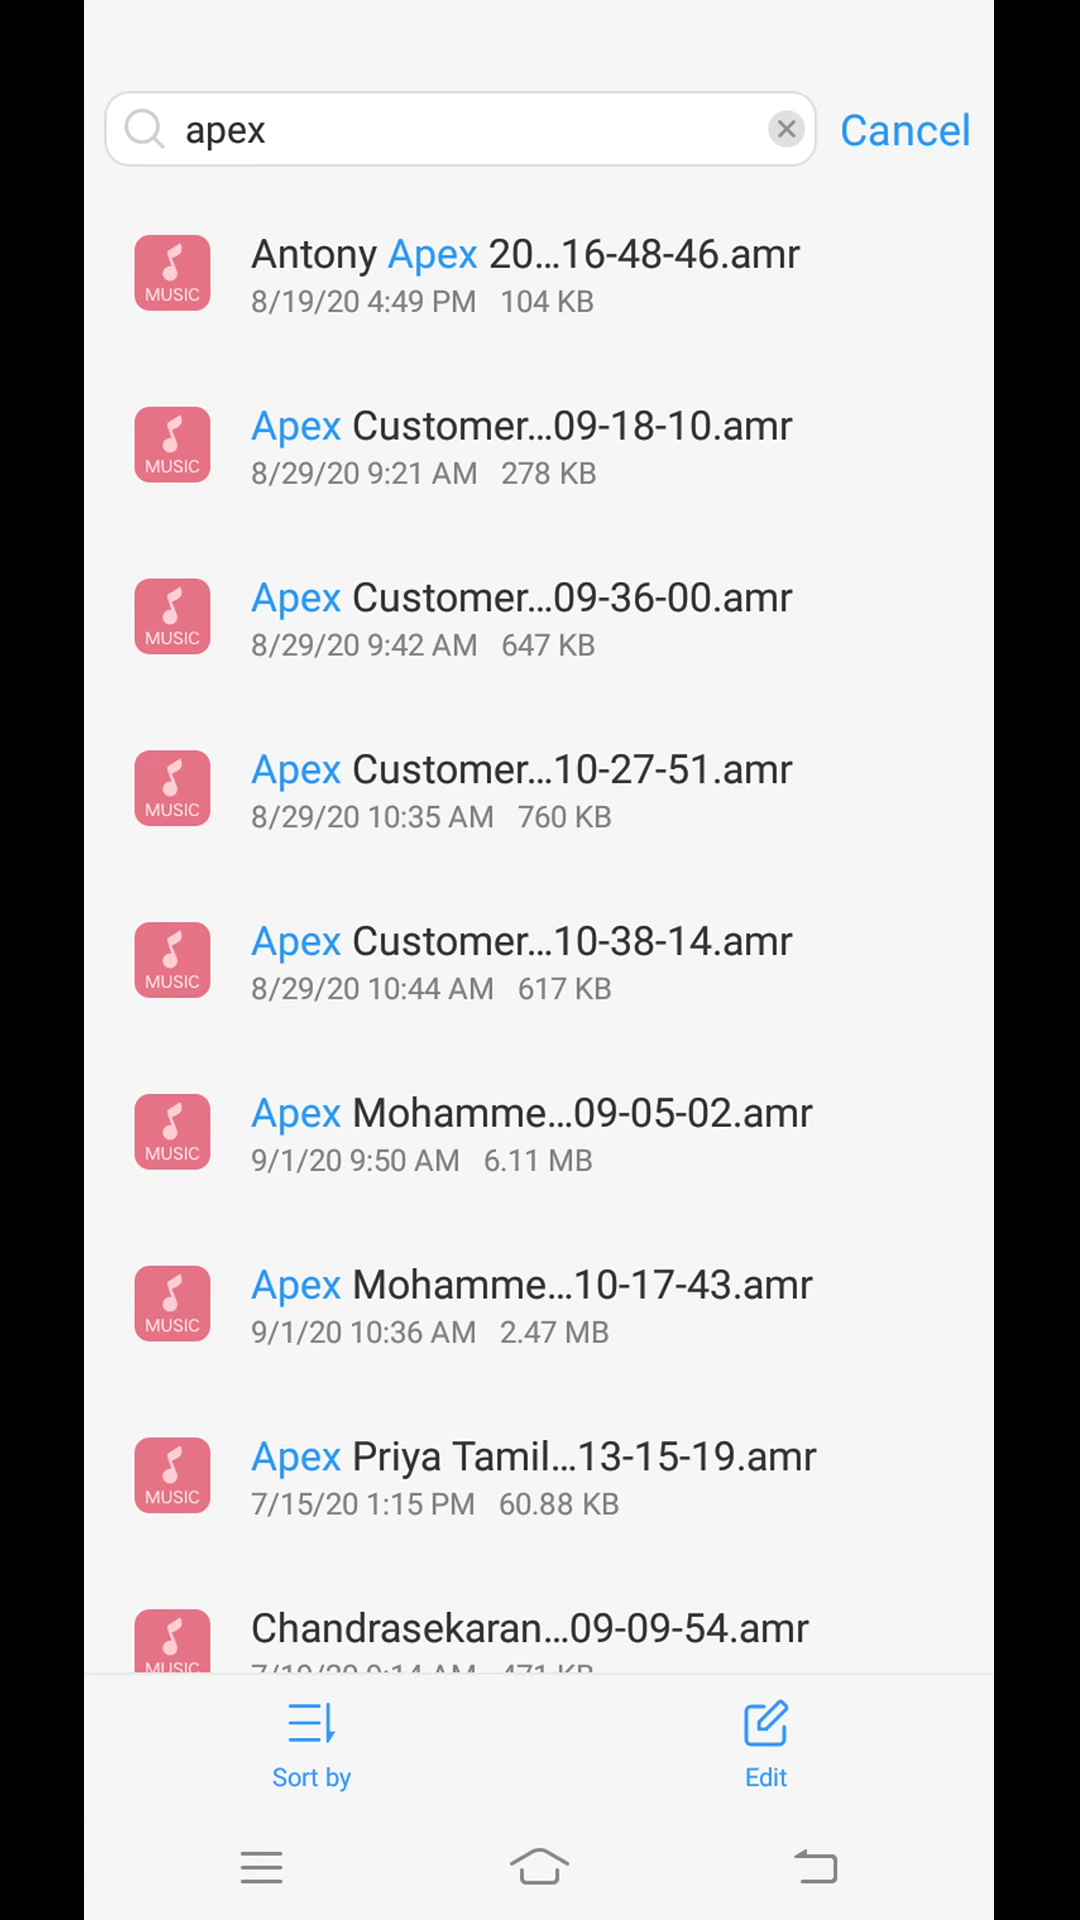 apex
Cancel
Antony Apex 20...16-48-46.amr
MUSIC
8/19/20 4:49 PM 104 KB
Apex Customer...09-18-10.amr
MUSIC
8/29/20 9:21 AM 278 KB
Apex Customer...09-36-00.amr
MUSIC
8/29/20 9:42 AM 647 KB
Apex Customer...10-27-51.amr
MUSIC
8/29/20 10:35 AM 760 KB
Apex Customer...10-38-14.amr
MUSIC
8/29/20 10:44 AM 617 KB
Apex Mohamme...09-05-02.amr
MUSIC
9/1/20 9:50 AM 6.11 MB
Apex Mohamme...10-17-43.amr
MUSIC
9/1/20 10:36 AM 2.47 MB
Apex Priya Tamil...13-15-19.amr
MUSIC
7/15/20 1:15 PM 60.88 KB
Chandrasekaran...09-09-54.amr
MUSIC
Sort by
Edit